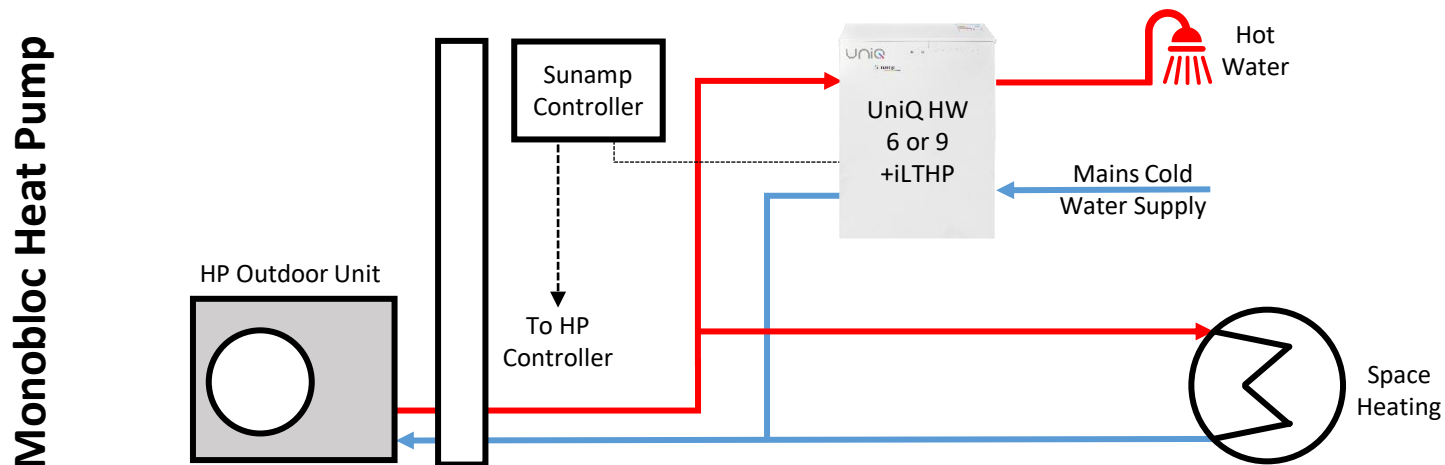 Monobloc Heat Pump
Sunamp
Controller
UniQ
UniQ HW
6 or 9
+iLTHP
Hot
Water
Mains Cold
Water Supply
HP Outdoor Unit
To HP
Controller
Space
Heating